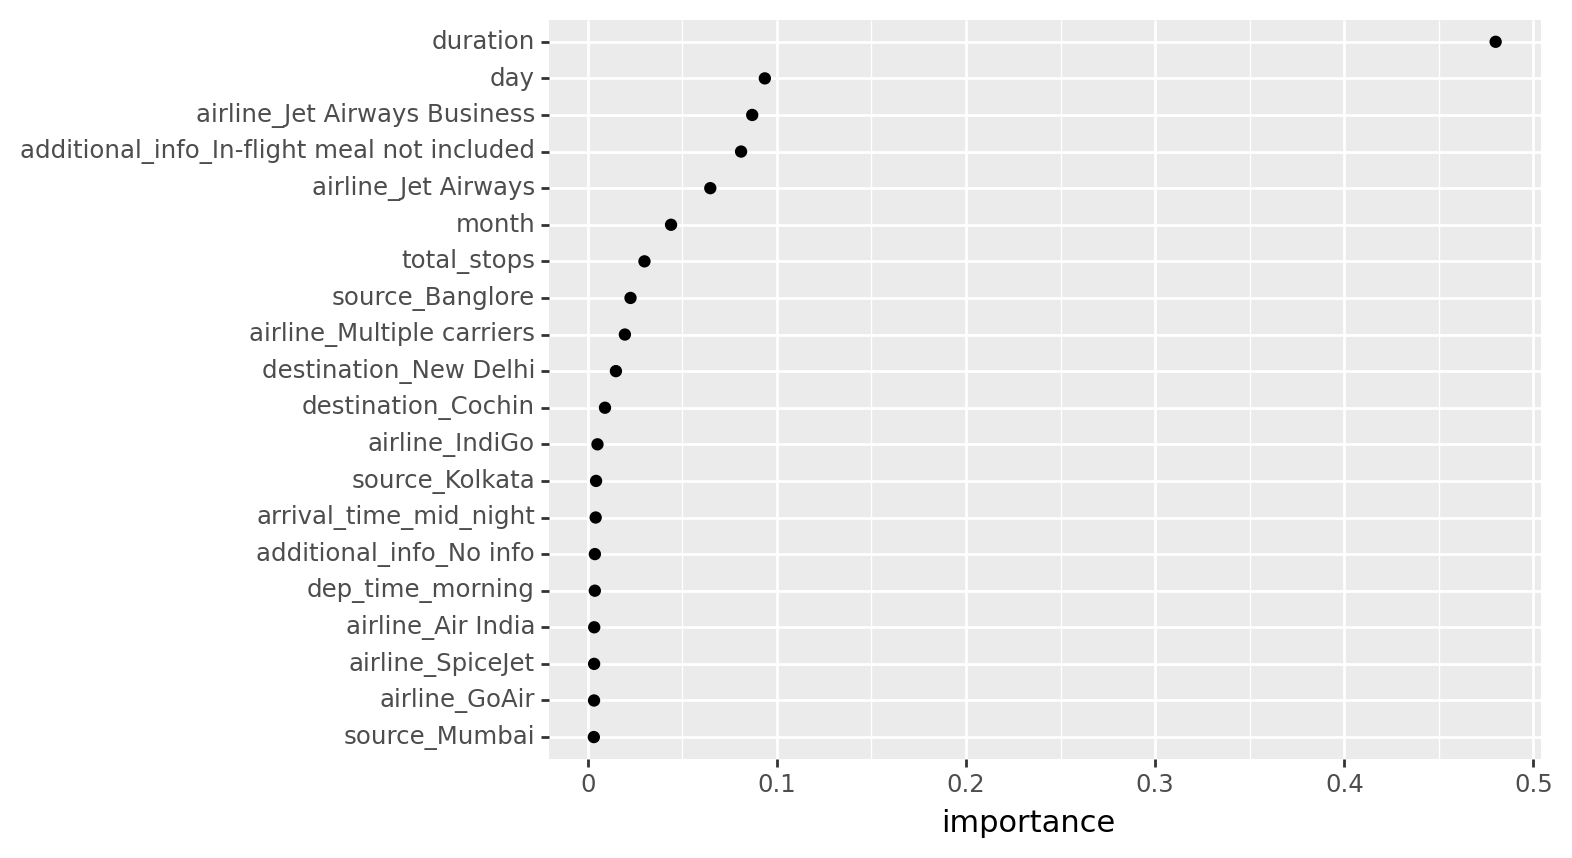 duration
day
airline_Jet Airways Business
additional_info_In-flight meal not included
airline_Jet Airways
month
total_stops
source_Banglore
airline_Multiple carriers
destination_New Delhi
destination_Cochin
airline_IndiGo
source_Kolkata
arrival_time_mid_night
additional_info_No info
dep_time_morning
airline_Air India
airline_SpiceJet
airline_GoAir
source_Mumbai
0 0.1 0.2 0.3 0.4 0.5
importance